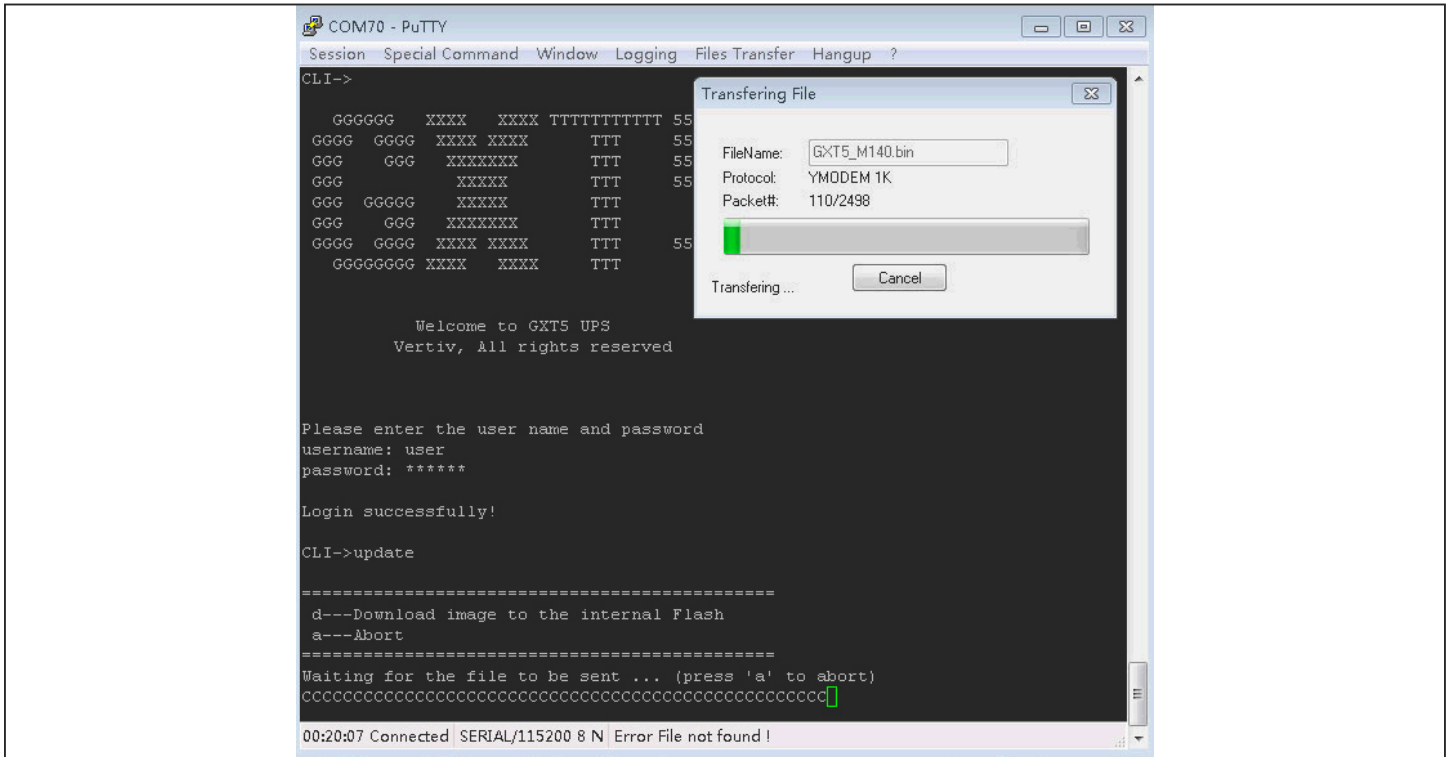 COM70 - PuTTY
Session Special Command Window Logging Files Transfer Hangup ?
CLI->
GGGGGG XXXX XXXX TTTTTTTTTTT 55
GGGG GGGG XXXX XXXX TTT 55
GGG GGG XXXXXXX TTT 55
GGG XXXXX TTT 55
GGG GGGGG XXXXX TTT
GGG GGG XXXXXXX TTT
GGGG GGGG XXXX XXXX TTT 55
GGGGGGGG XXXX XXXX TTT
Welcome to GXT5 UPS
Vertiv, All rights reserved
Please enter the user name and password
username: user
password: ******
Login successfully!
CLI->update
==============================================
d---Download image to the internal Flash
a---Abort
==============================================
Waiting for the file to be sent ... (press 'a' to abort)
CCCCCCCCCCCCCCCCCCCCCCCCCCCCCCCCCCCCCCCCCCCCCCCCCCC
00:20:07 Connected SERIAL/115200 8 N Error File not found !
Transfering File
FileName: GXT5_M140.bin
Protocol: YMODEM 1K
Packet#: 110/2498
Cancel
Transfering ...